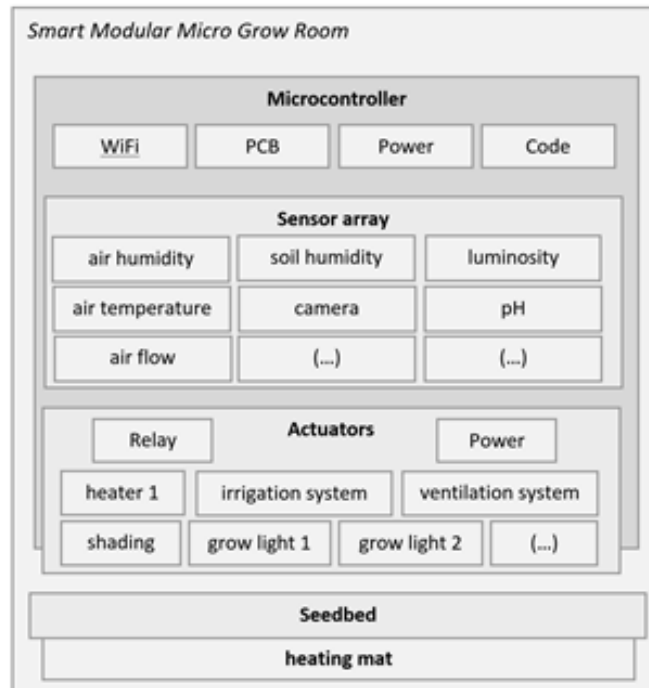 Smart Modular Micro Grow Room
Microcontroller
WiFi PCB Power Code
Sensor array
air humidity soil humidity luminosity
air temperature camera pH
air flow (...) (...)
Actuators
Relay Power
heater 1 irrigation system ventilation system
shading grow light 1 grow light 2 (...)
Seedbed
heating mat